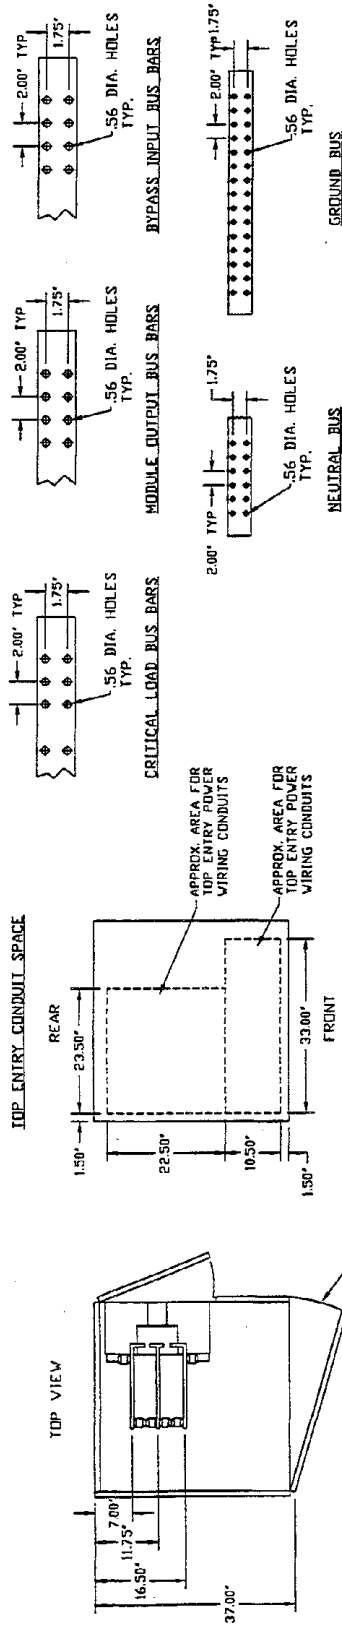 TOP VIEW
7.00"
11.75"
16.50"
37.00"
TOP ENTRY CONDUIT SPACE
REAR
1.50"
23.50"
22.50"
10.50"
1.50"
33.00"
FRONT
APPROX. AREA FOR
TOP ENTRY POWER
WIRING CONDUITS
APPROX. AREA FOR
TOP ENTRY POWER
WIRING CONDUITS
2.00" TYP
1.75"
.56 DIA. HOLES
TYP.
CRITICAL LOAD BUS BARS
2.00" TYP
1.75"
.56 DIA. HOLES
TYP.
MODULE OUTPUT BUS BARS
2.00" TYP
1.75"
.56 DIA. HOLES
TYP.
BYPASS INPUT BUS BARS
2.00" TYP
1.75"
.56 DIA. HOLES
TYP.
NEUTRAL BUS
2.00" TYP
1.75"
.56 DIA. HOLES
TYP.
GROUND BUS